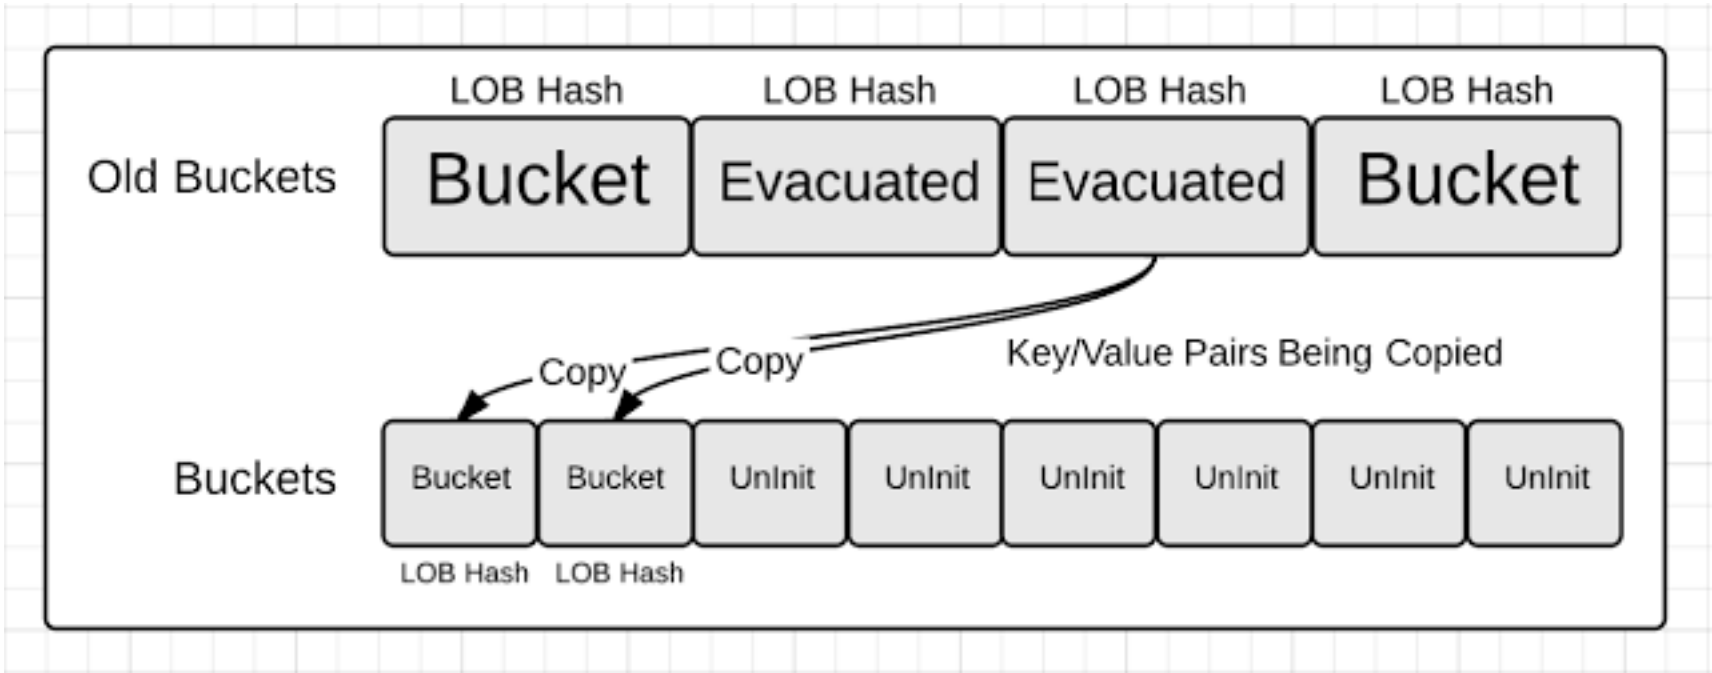 LOB Hash LOB Hash LOB Hash LOB Hash
Old Buckets Bucket Evacuated Evacuated Bucket
Copy Copy Key/Value Pairs Being Copied
Buckets Bucket Bucket UnInit UnInit UnInit UnInit UnInit UnInit
LOB Hash LOB Hash